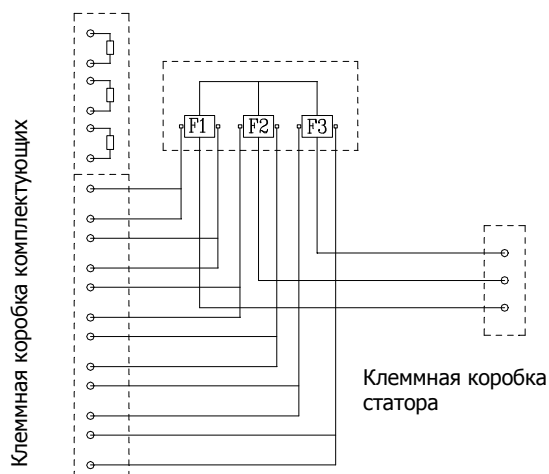 Клеммная коробка комплектующих
F1 F2 F3
Клеммная коробка
статора